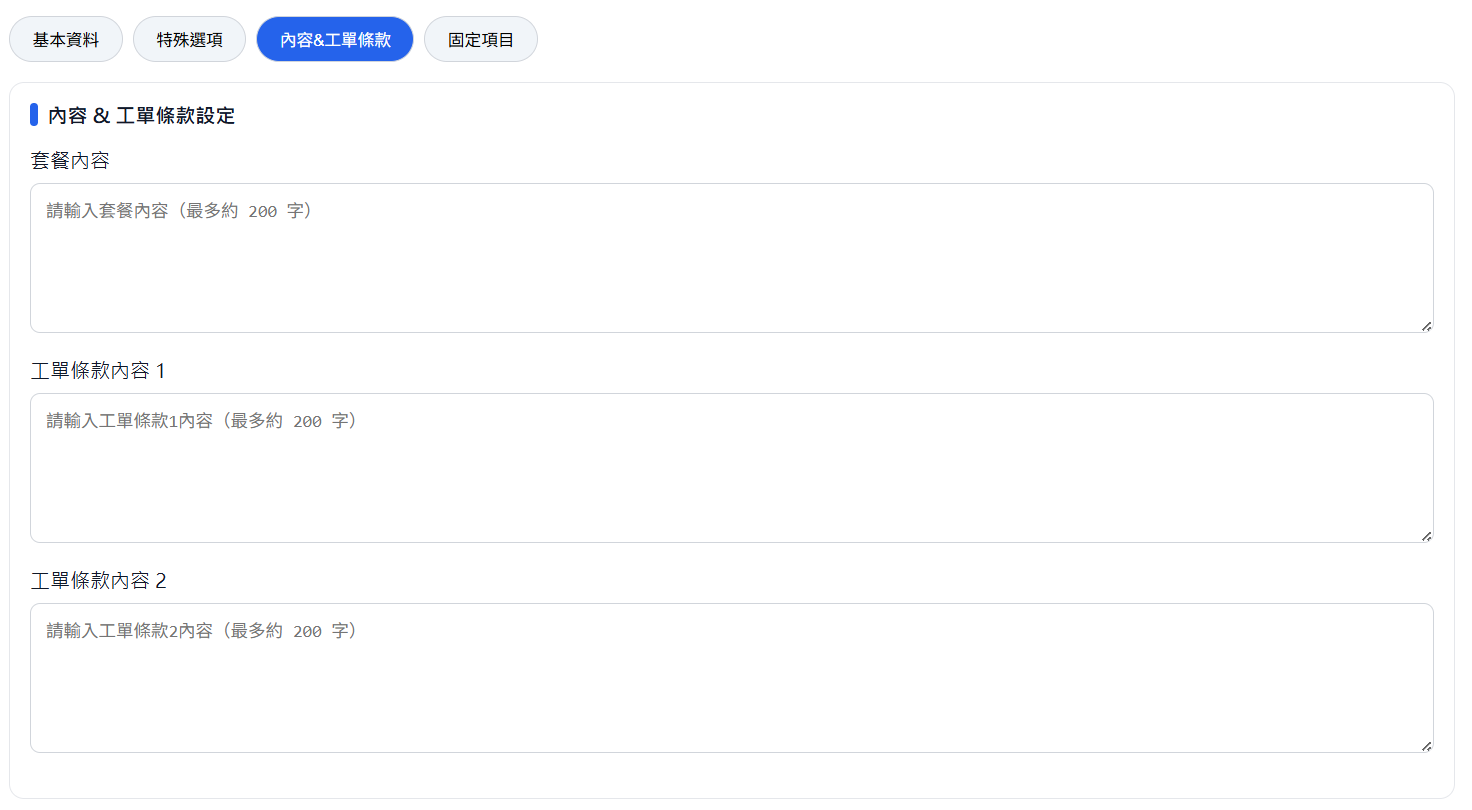 基本資料 特殊選項 內容&工單條款 固定項目
內容 & 工單條款設定
套餐內容
請輸入套餐內容（最多約 200 字）
工單條款內容 1
請輸入工單條款1內容（最多約 200 字）
工單條款內容 2
請輸入工單條款2內容（最多約 200 字）